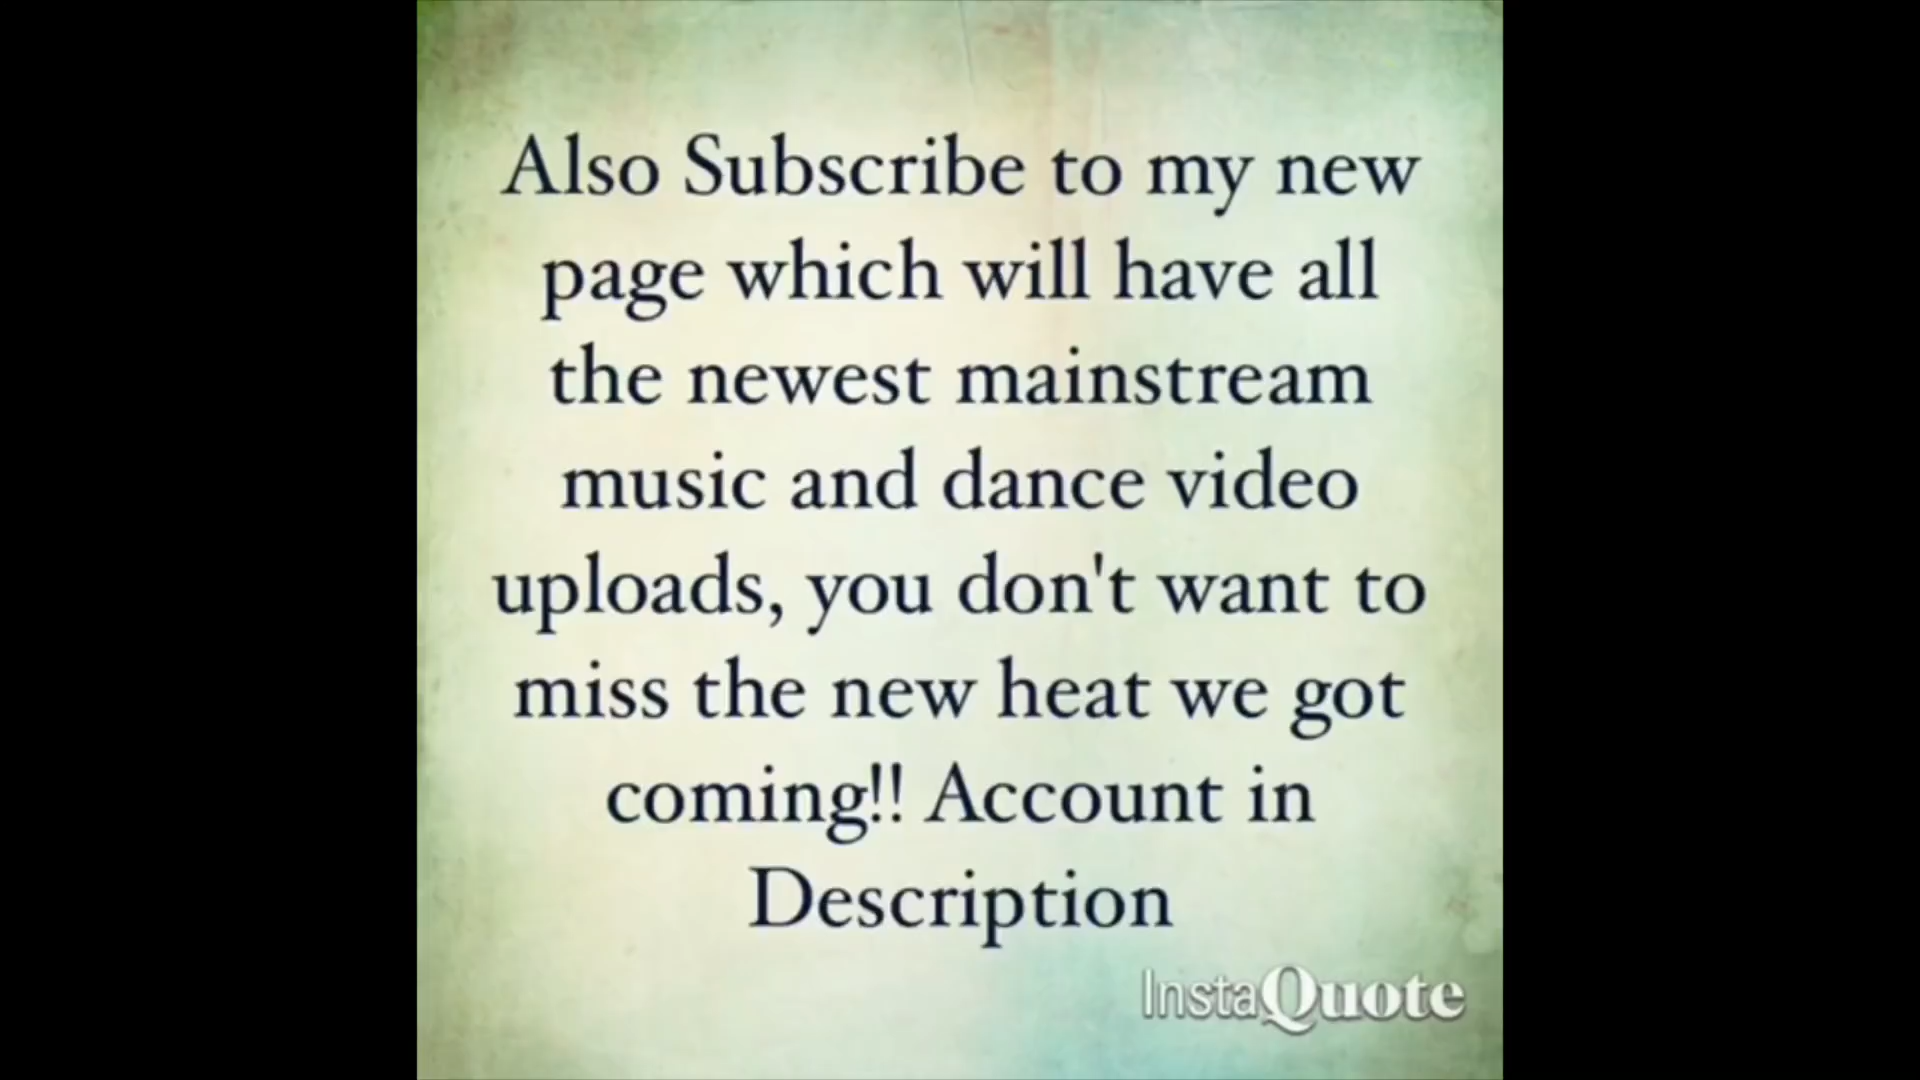 Also Subscribe to my new
page which will have all
the newest mainstream
music and dance video
uploads, you don't want to
miss the new heat we got
coming!! Account in
Description
InstaQuote